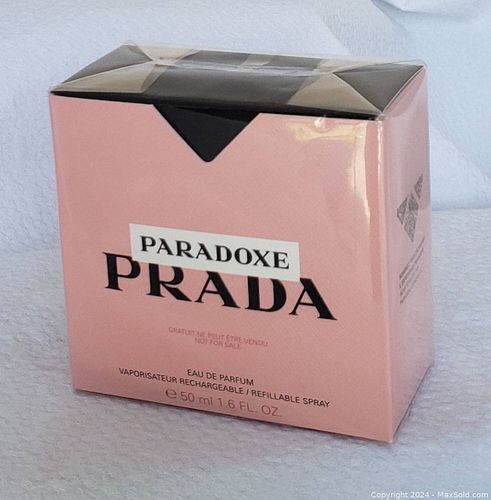 PARADOXE
PRADA
GRATUIT NE PEUT ÊTRE VENDU
NOT FOR SALE
EAU DE PARFUM
VAPORISATEUR RECHARGEABLE / REFILLABLE SPRAY
℮ 50 ml 1.6 FL. OZ.
Copyright 2024 - MaxSold.com